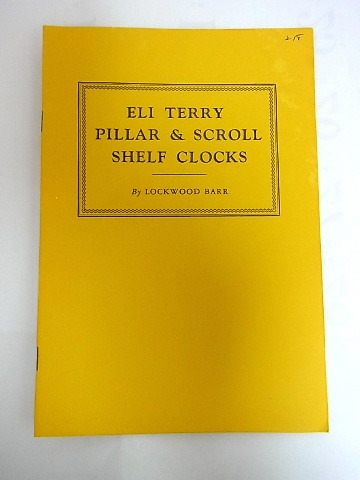 ELI TERRY
PILLAR & SCROLL
SHELF CLOCKS
By LOCKWOOD BARR